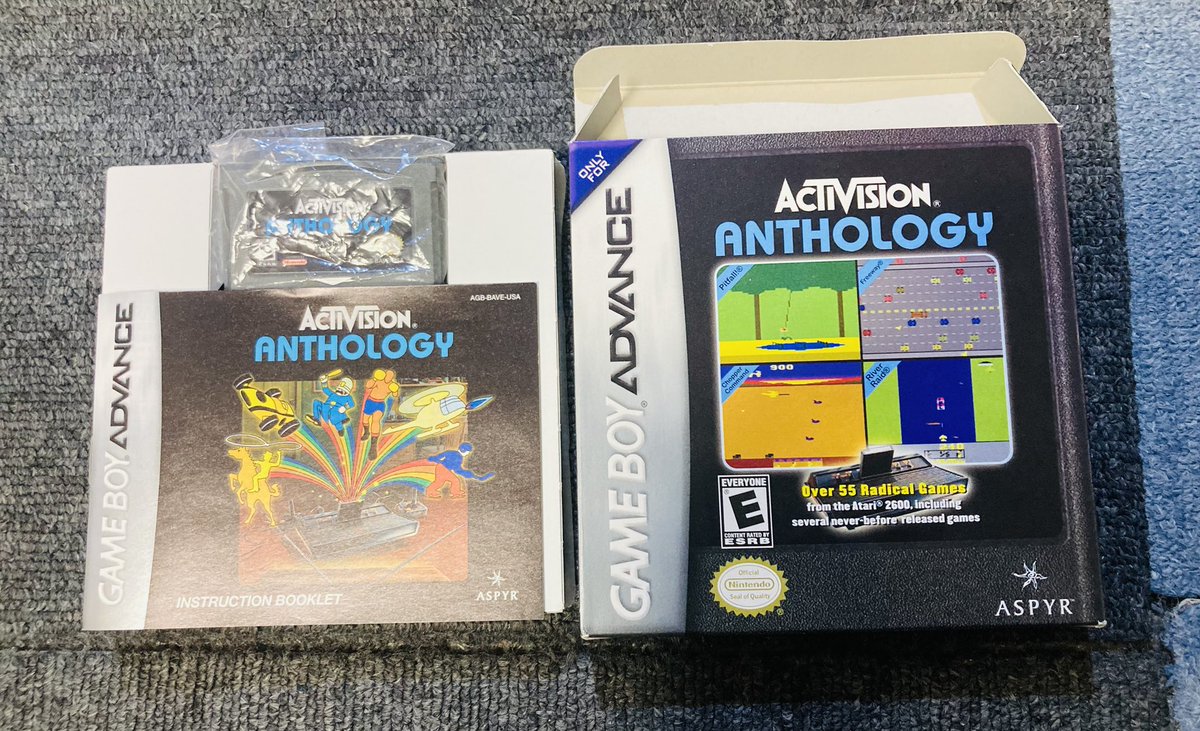 ACTIVISION
ANTHOLOGY
GAME BOY ADVANCE
AGB-BAVE-USA
ACTIVISION®
ANTHOLOGY
INSTRUCTION BOOKLET
ASPYR
ONLY
FOR
GAME BOY® ADVANCE
ACTIVISION®
ANTHOLOGY
Pitfall!®
Freeway®
Chopper
Command
900
River
Raid®
Over 55 Radical Games
from the Atari® 2600, including
several never-before released games
EVERYONE
E
CONTENT RATED BY
ESRB
Official
Nintendo
Seal of Quality
ASPYR